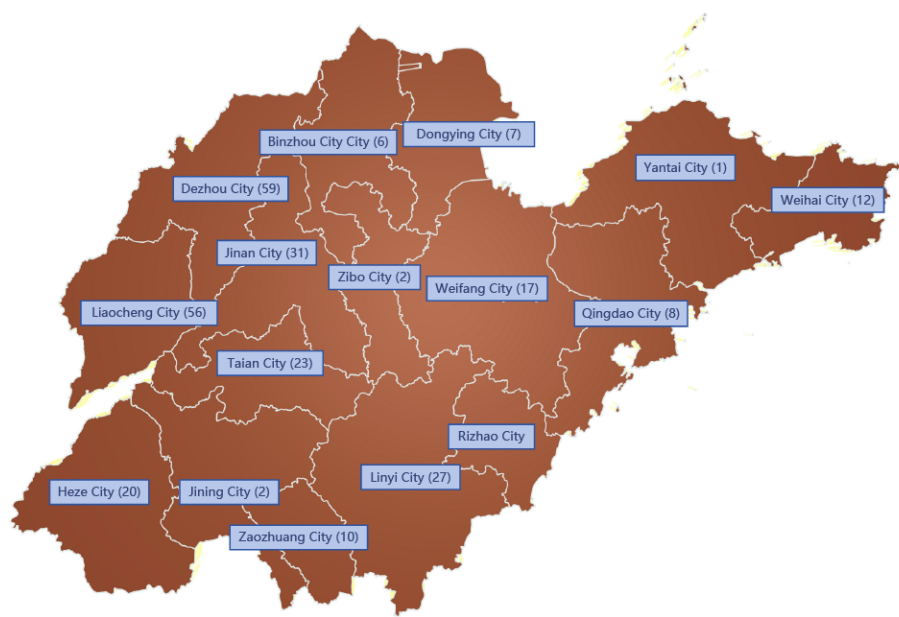 Binzhou City City (6)
Dongying City (7)
Yantai City (1)
Dezhou City (59)
Weihai City (12)
Jinan City (31)
Zibo City (2)
Weifang City (17)
Liaocheng City (56)
Qingdao City (8)
Taian City (23)
Rizhao City
Linyi City (27)
Heze City (20)
Jining City (2)
Zaozhuang City (10)